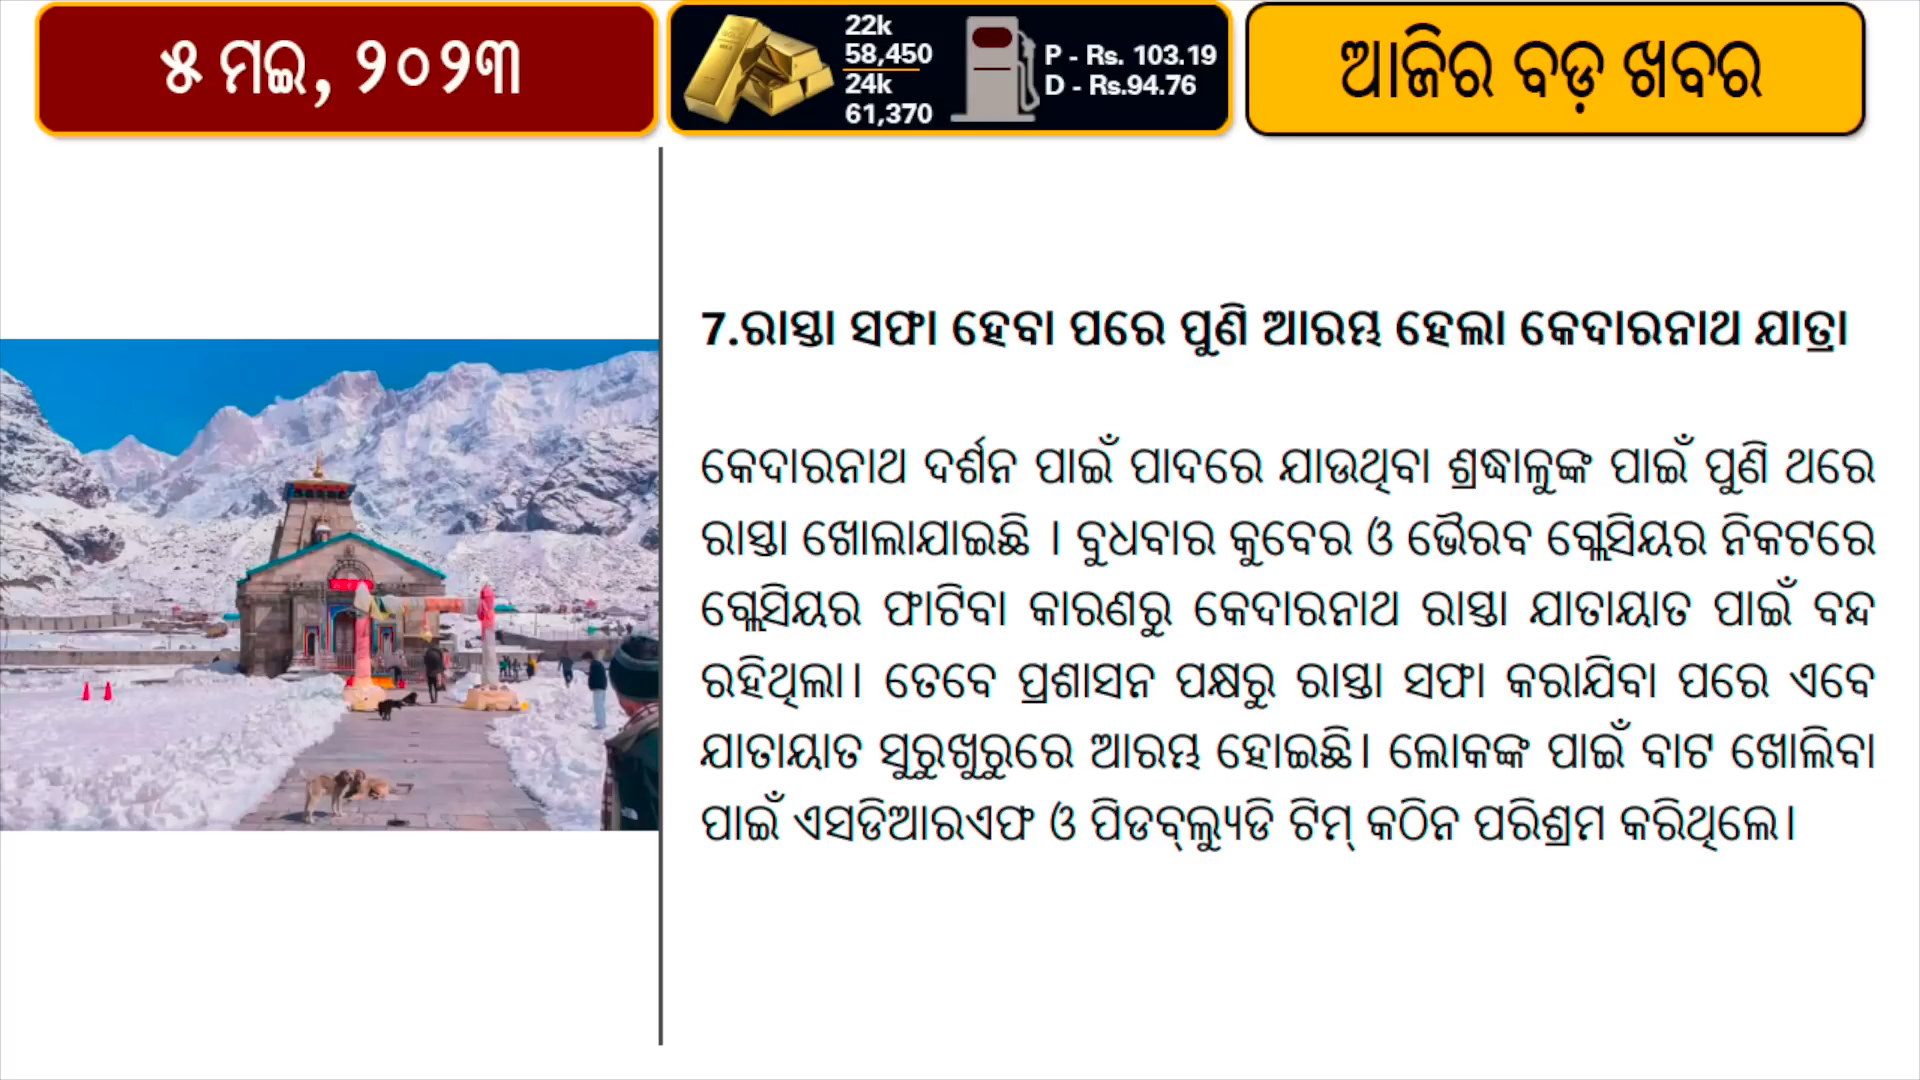 ୫ ମଇ, ୨୦୨୩
22k
58,450
24k
61,370
P - Rs. 103.19
D - Rs.94.76
ଆଜିର ବଡ଼ ଖବର
7.ରାସ୍ତା ସଫା ହେବା ପରେ ପୁଣି ଆରମ୍ଭ ହେଲା କେଦାରନାଥ ଯାତ୍ରା
କେଦାରନାଥ ଦର୍ଶନ ପାଇଁ ପାଦରେ ଯାଉଥିବା ଶ୍ରଦ୍ଧାଳୁଙ୍କ ପାଇଁ ପୁଣି ଥରେ
ରାସ୍ତା ଖୋଲାଯାଇଛି । ବୁଧବାର କୁବେର ଓ ଭୈରବ ଗ୍ଲେସିୟର ନିକଟରେ
ଗ୍ଲେସିୟର ଫାଟିବା କାରଣରୁ କେଦାରନାଥ ରାସ୍ତା ଯାତାୟାତ ପାଇଁ ବନ୍ଦ
ରହିଥିଲା। ତେବେ ପ୍ରଶାସନ ପକ୍ଷରୁ ରାସ୍ତା ସଫା କରାଯିବା ପରେ ଏବେ
ଯାତାୟାତ ସୁରୁଖୁରୁରେ ଆରମ୍ଭ ହୋଇଛି। ଲୋକଙ୍କ ପାଇଁ ବାଟ ଖୋଲିବା
ପାଇଁ ଏସଡିଆରଏଫ ଓ ପିଡବ୍ଲ୍ୟୁଡି ଟିମ୍ କଠିନ ପରିଶ୍ରମ କରିଥିଲେ।